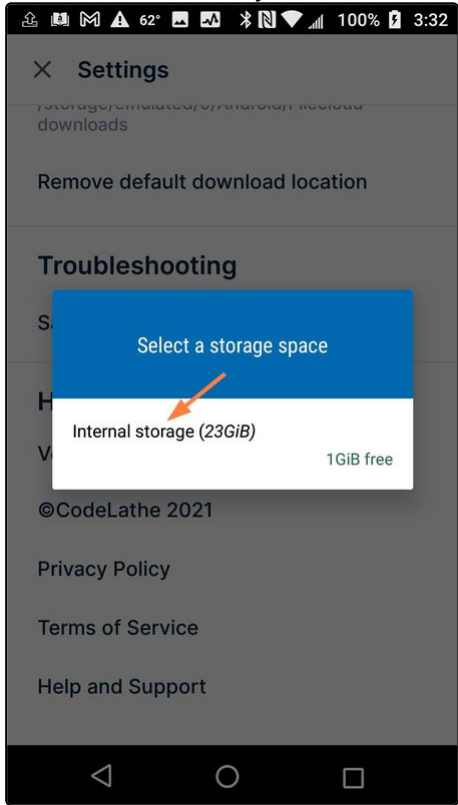 62° 100% 3:32
Settings
downloads
Remove default download location
Troubleshooting
Select a storage space
Internal storage (23GiB)
1GiB free
©CodeLathe 2021
Privacy Policy
Terms of Service
Help and Support